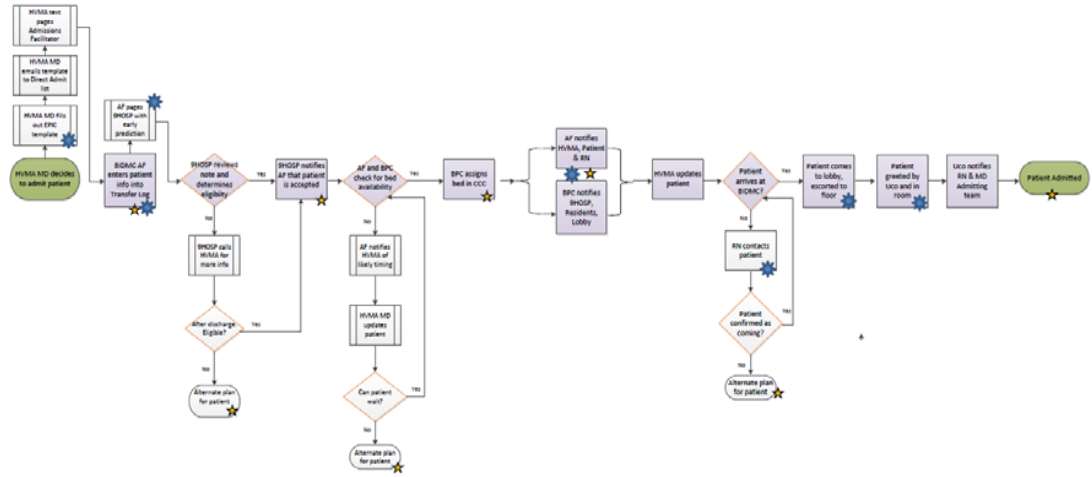 HVMA text
pages
Admissions
Facilitator
HVMA MD
emails template
to Direct Admit
list
HVMA MD fills
out EPIC
template
HVMA MD decides
to admit patient
AF pages
9HOSP with
early
prediction
BIDMC AF
enters patient
info into
Transfer Log
9HOSP reviews
note and
determines
eligibility
Yes
No
9HOSP calls
HVMA for
more info
After discharge.
Eligible?
Yes
No
Alternate plan
for patient
9HOSP notifies
AF that patient
is accepted
AF and BPC
check for bed
availability
Yes
No
AF notifies
HVMA of
likely timing
HVMA MD
updates
patient
Can patient
wait?
Yes
No
Alternate plan
for patient
BPC assigns
bed in CCC
AF notifies
HVMA, Patient
& RN
BPC notifies
9HOSP,
Residents,
Lobby
HVMA updates
patient
Patient
arrives at
BIDMC?
Yes
No
RN contacts
patient
Patient
confirmed as
coming?
Yes
No
Alternate plan
for patient
Patient comes
to lobby,
escorted to
floor
Patient
greeted by
Uco and in
room
Uco notifies
RN & MD
Admitting
team
Patient Admitted